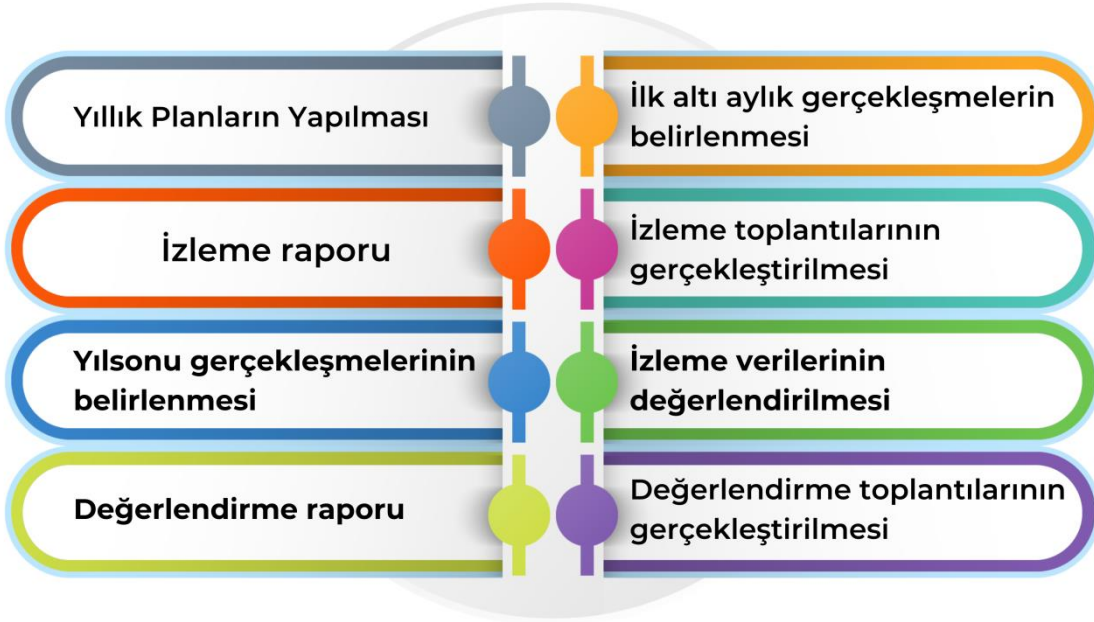 Yıllık Planların Yapılması
İlk altı aylık gerçekleşmelerin
belirlenmesi
İzleme raporu
İzleme toplantılarının
gerçekleştirilmesi
Yılsonu gerçekleşmelerinin
belirlenmesi
İzleme verilerinin
değerlendirilmesi
Değerlendirme raporu
Değerlendirme toplantılarının
gerçekleştirilmesi